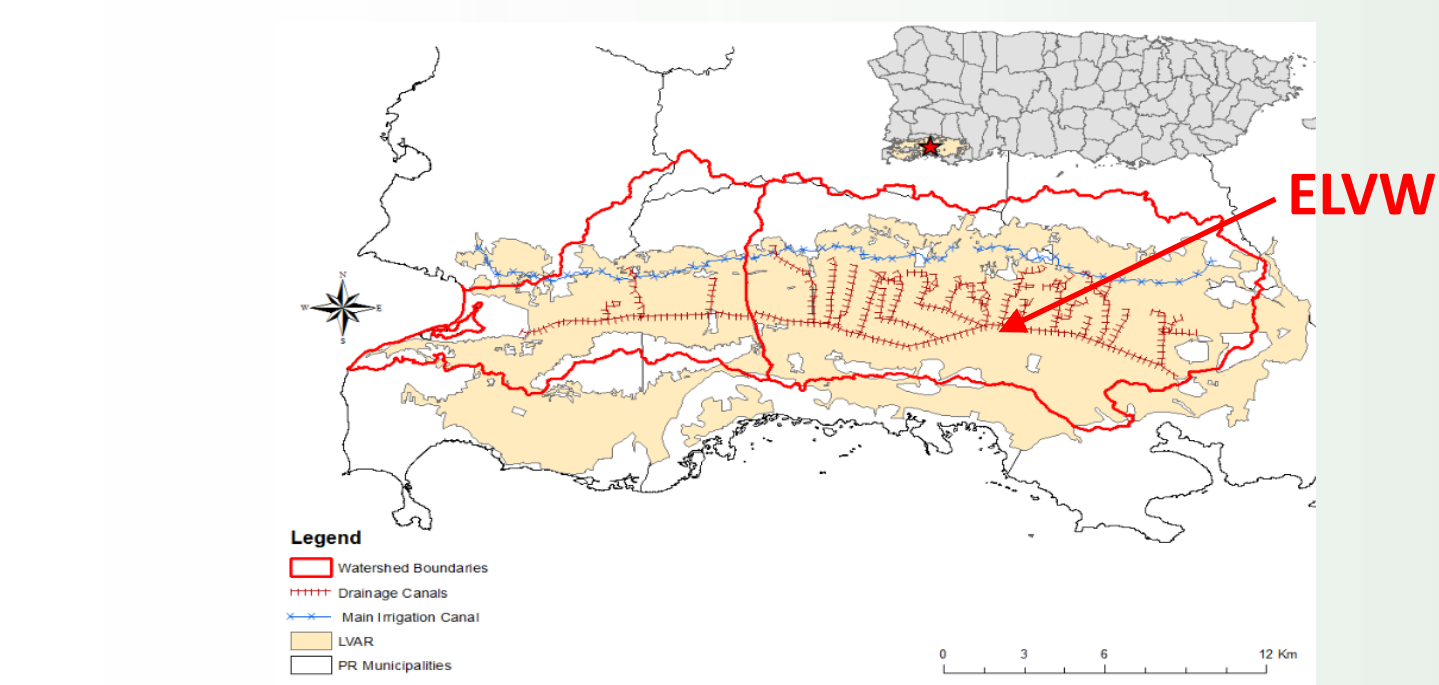 ELVW
N
W
E
S
Legend
Watershed Boundaries
Drainage Canals
Main Irrigation Canal
LVAR
PR Municipalities
0 3 6 12 Km